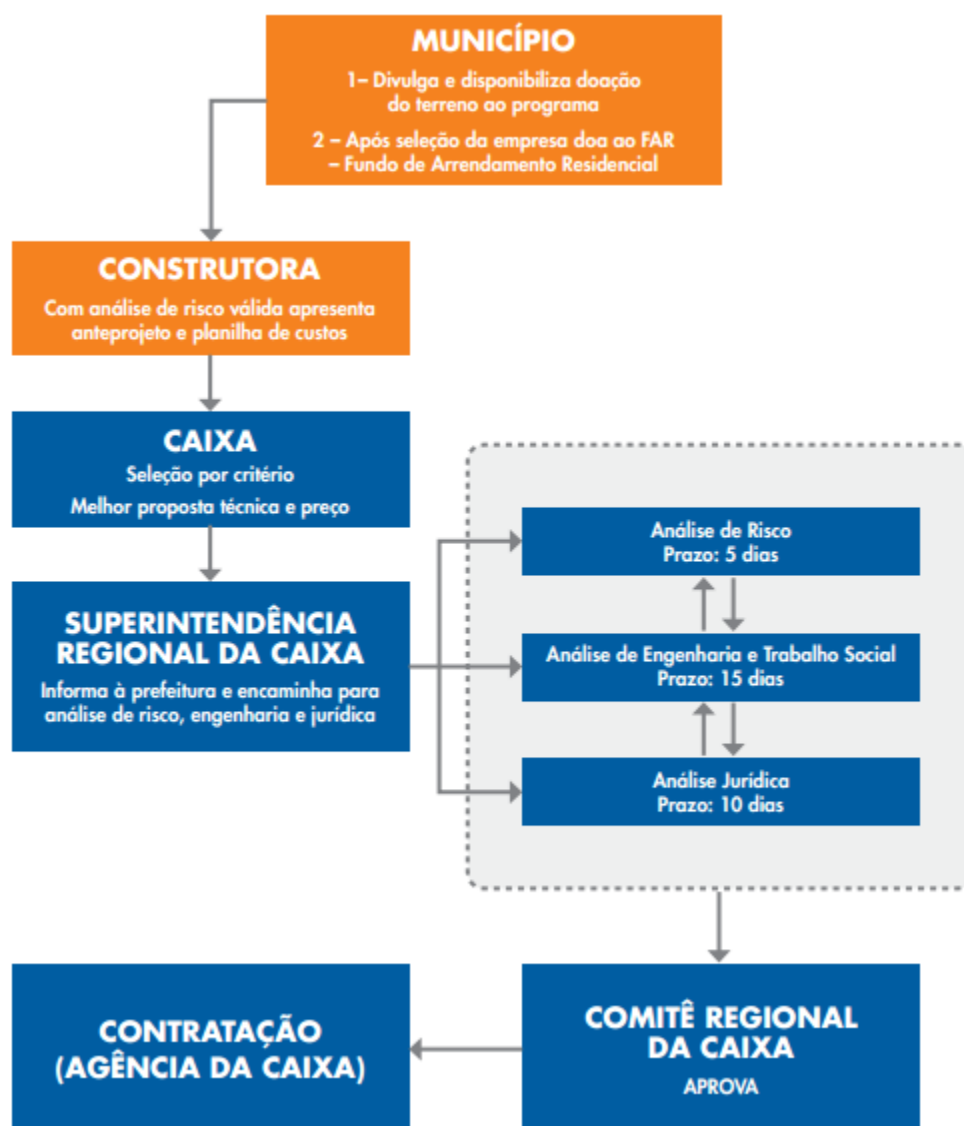 MUNICÍPIO
1– Divulga e disponibiliza doação
do terreno ao programa
2 – Após seleção da empresa doa ao FAR
– Fundo de Arrendamento Residencial
CONSTRUTORA
Com análise de risco válida apresenta
anteprojeto e planilha de custos
CAIXA
Seleção por critério
Melhor proposta técnica e preço
SUPERINTENDÊNCIA
REGIONAL DA CAIXA
Informa à prefeitura e encaminha para
análise de risco, engenharia e jurídica
Análise de Risco
Prazo: 5 dias
Análise de Engenharia e Trabalho Social
Prazo: 15 dias
Análise Jurídica
Prazo: 10 dias
COMITÊ REGIONAL
DA CAIXA
APROVA
CONTRATAÇÃO
(AGÊNCIA DA CAIXA)